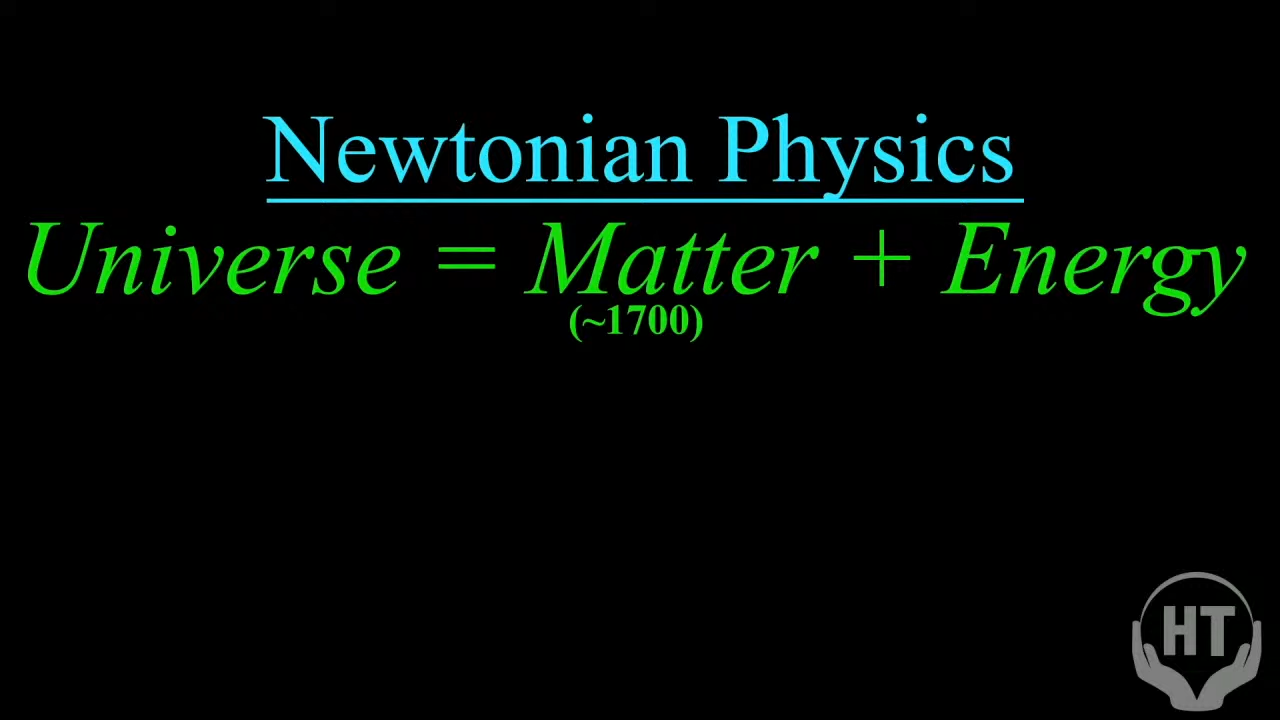 Newtonian Physics
Universe = Matter + Energy
(~1700)
HT